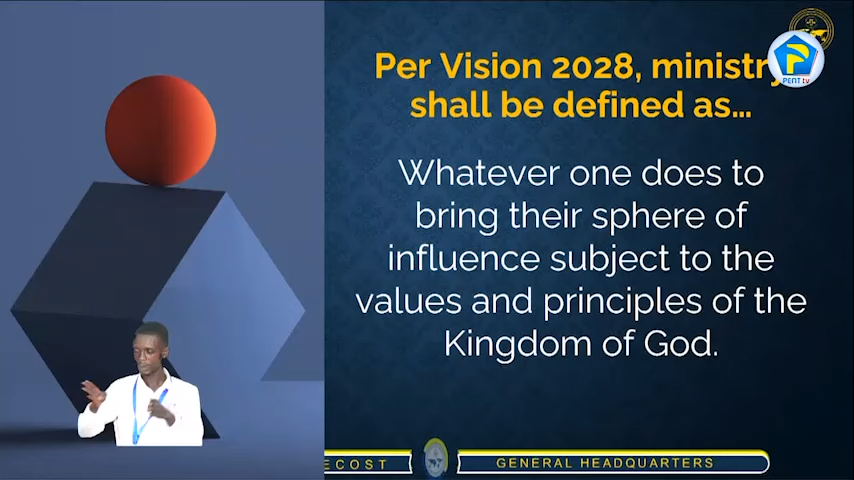 Per Vision 2028, ministry
shall be defined as...
Whatever one does to
bring their sphere of
influence subject to the
values and principles of the
Kingdom of God.
PENT tv
ECOST
GENERAL HEADQUARTERS